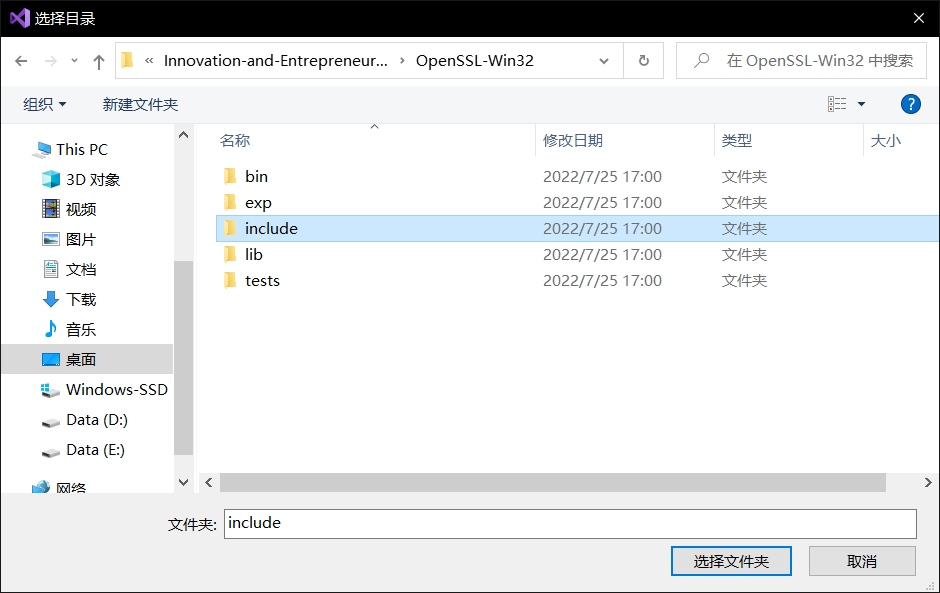 选择目录
« Innovation-and-Entrepreneur... › OpenSSL-Win32
在 OpenSSL-Win32 中搜索
组织 新建文件夹
?
This PC
3D 对象
视频
图片
文档
下载
音乐
桌面
Windows-SSD
Data (D:)
Data (E:)
网络
名称 修改日期 类型 大小
bin 2022/7/25 17:00 文件夹
exp 2022/7/25 17:00 文件夹
include 2022/7/25 17:00 文件夹
lib 2022/7/25 17:00 文件夹
tests 2022/7/25 17:00 文件夹
文件夹: include
选择文件夹 取消